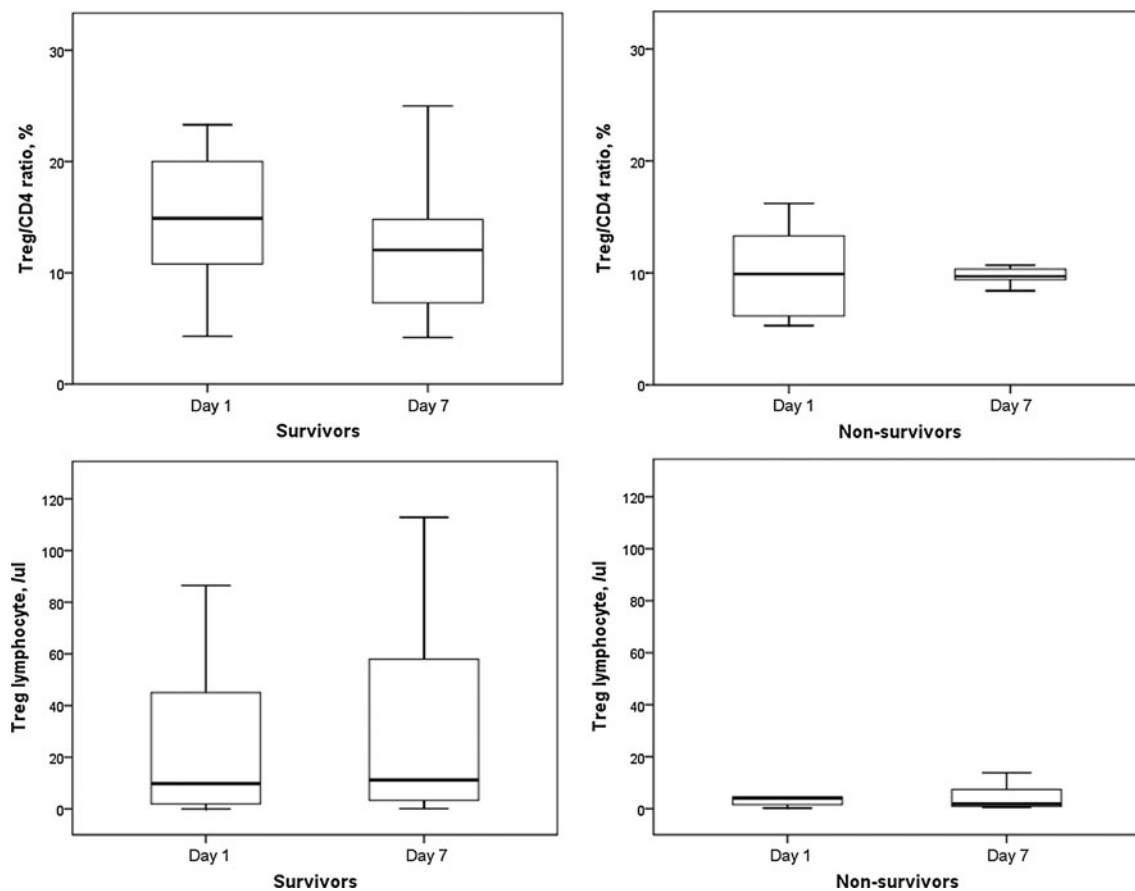 Treg/CD4 ratio, %
30
20
10
0
Day 1
Day 7
Survivors
Treg/CD4 ratio, %
30
20
10
0
Day 1
Day 7
Non-survivors
Treg lymphocyte, /ul
120
100
80
60
40
20
0
Day 1
Day 7
Survivors
Treg lymphocyte, /ul
120
100
80
60
40
20
0
Day 1
Day 7
Non-survivors